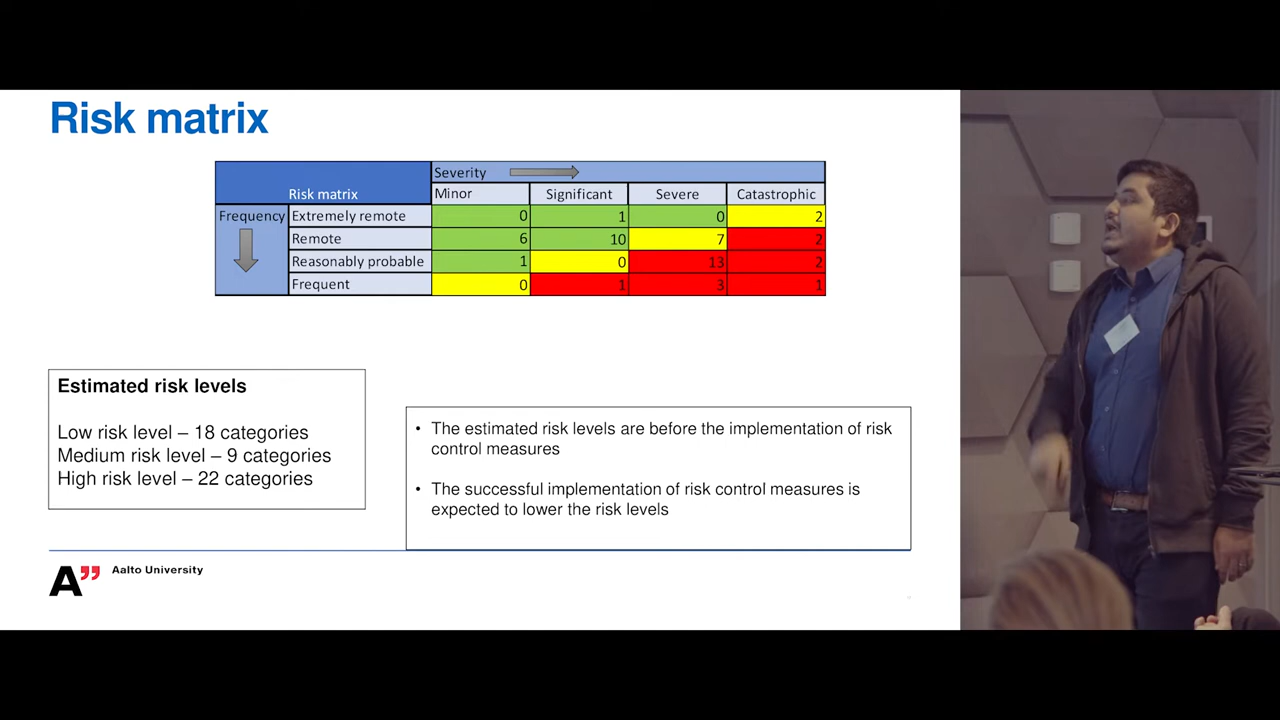 Risk matrix
Severity
Risk matrix Minor Significant Severe Catastrophic
Frequency Extremely remote 0 1 0 2
Remote 6 10 7 2
Reasonably probable 1 0 13 2
Frequent 0 1 3 1
Estimated risk levels
Low risk level – 18 categories
Medium risk level – 9 categories
High risk level – 22 categories
• The estimated risk levels are before the implementation of risk
control measures
• The successful implementation of risk control measures is
expected to lower the risk levels
A” Aalto University